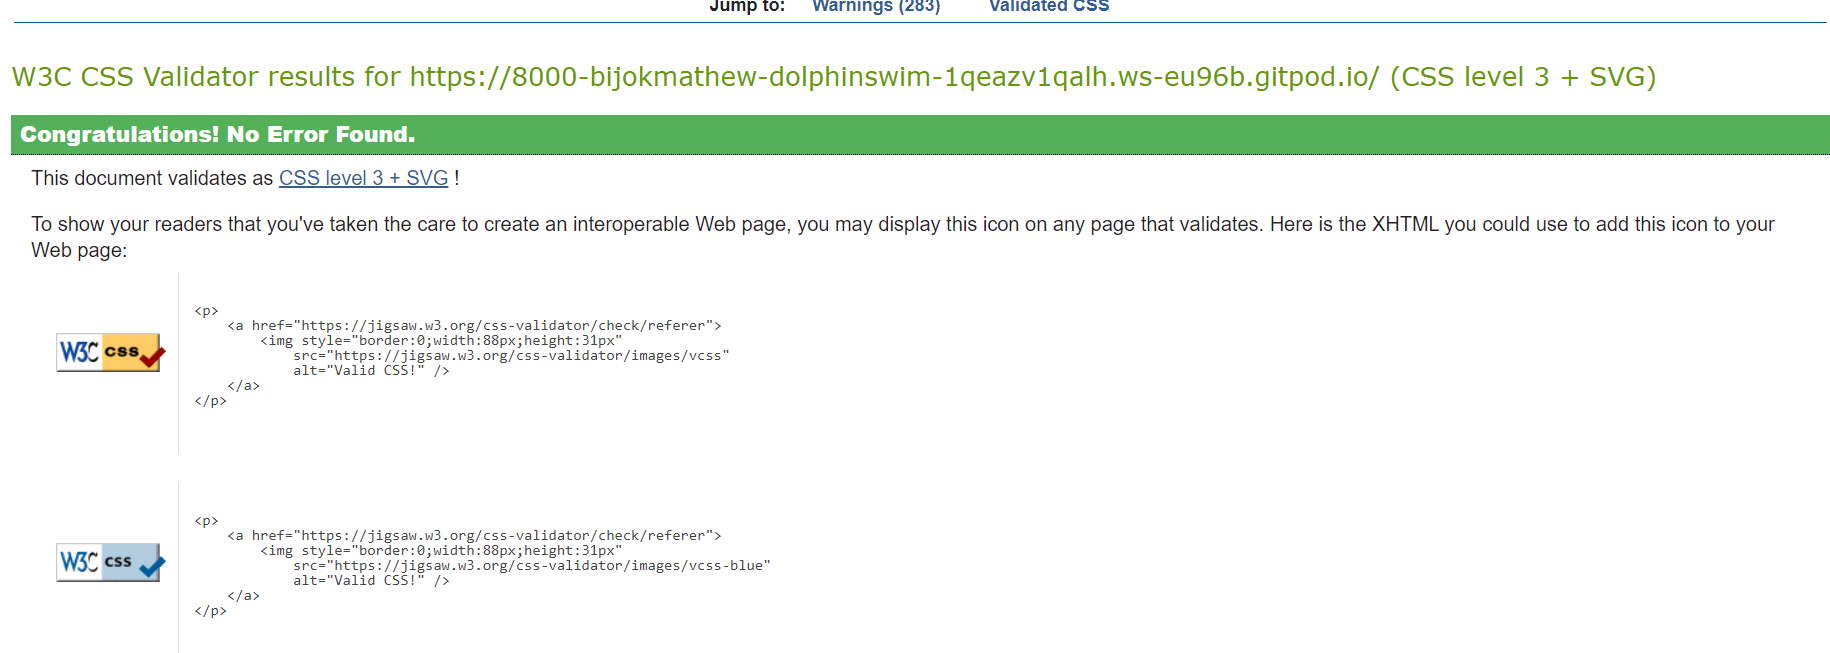 Jump to: Warnings (283) Validated CSS
W3C CSS Validator results for https://8000-bijokmathew-dolphinswim-1qeazv1qalh.ws-eu96b.gitpod.io/ (CSS level 3 + SVG)
Congratulations! No Error Found.
This document validates as CSS level 3 + SVG !
To show your readers that you've taken the care to create an interoperable Web page, you may display this icon on any page that validates. Here is the XHTML you could use to add this icon to your
Web page:
<p>
<a href="https://jigsaw.w3.org/css-validator/check/referer">
W3C css
<img style="border:0;width:88px;height:31px"
src="https://jigsaw.w3.org/css-validator/images/vcss"
alt="Valid CSS!" />
</a>
</p>
<p>
<a href="https://jigsaw.w3.org/css-validator/check/referer">
W3C css
<img style="border:0;width:88px;height:31px"
src="https://jigsaw.w3.org/css-validator/images/vcss-blue"
alt="Valid CSS!" />
</a>
</p>